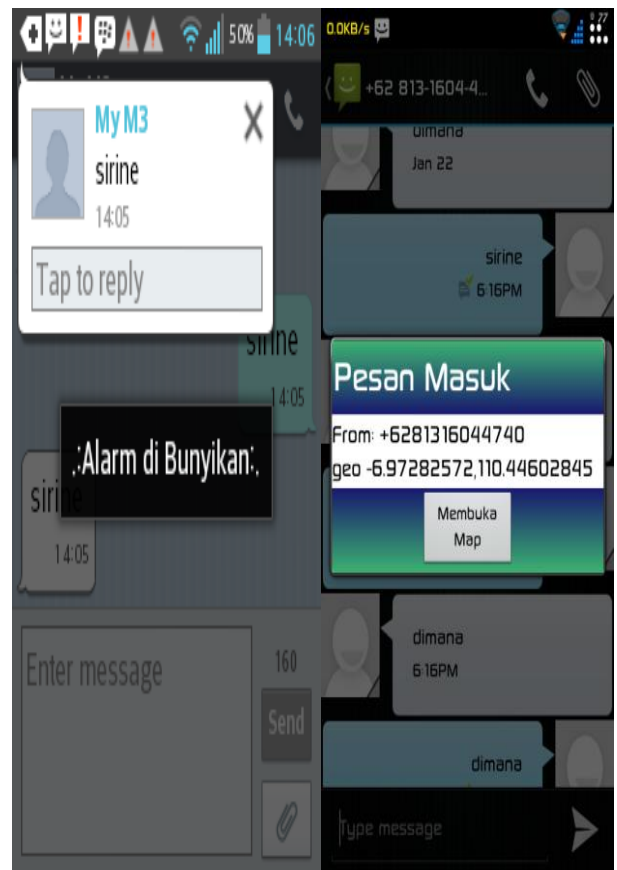 50% 14:06
My M3
sirine
14:05
Tap to reply
sirine
14:05
.:Alarm di Bunyikan:.
siri
14:05
Enter message
160
Send
0.0KB/s
+62 813-1604-4...
dimana
Jan 22
sirine
6:16PM
Pesan Masuk
From: +6281316044740
geo -6.97282572,110.44602845
Membuka
Map
dimana
6:16PM
dimana
Type message